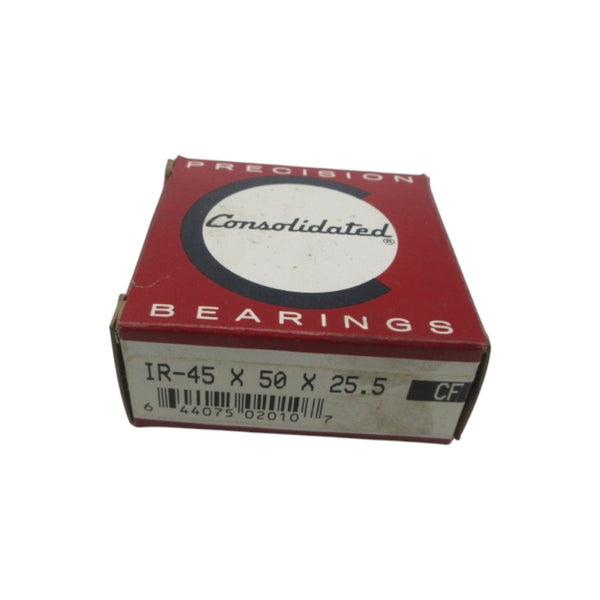 PRECISION
Consolidated®
BEARINGS
IR-45 X 50 X 25.5 CF
6 44075 02010 7